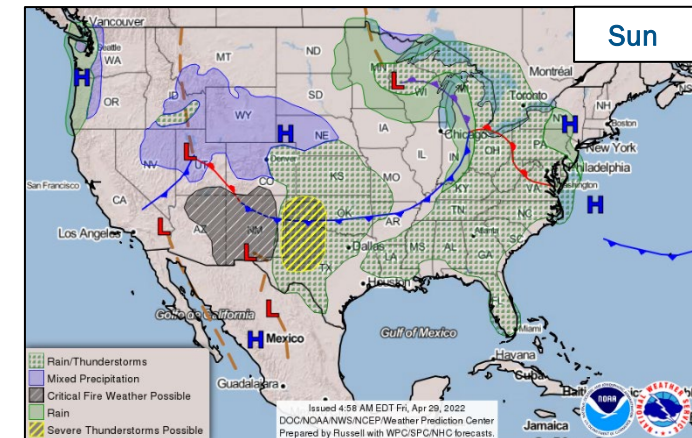 Sun
Vancouver
Seattle
WA
MT
ND
MN
Montréal
OR
ID
SD
WI
Toronto
NH
WY
IA
Chicago
Boston
NE
New York
NV
UT
Denver
IL
IN
OH
PA
Philadelphia
San Francisco
CO
KS
MO
KY
VA
Washington
CA
OK
TN
NC
Los Angeles
AZ
NM
AR
Atlanta
SC
Dallas
MS
AL
GA
TX
LA
Houston
Golfo de California
Miami
Mexico
Gulf of Mexico
Havana
Cuba
Guadalajara
Jamaica
H
H
H
H
H
L
L
L
L
L
Rain/Thunderstorms
Mixed Precipitation
Critical Fire Weather Possible
Rain
Severe Thunderstorms Possible
Issued 4:58 AM EDT Fri, Apr 29, 2022
DOC/NOAA/NWS/NCEP/Weather Prediction Center
Prepared by Russell with WPC/SPC/NHC forecasts.
NOAA